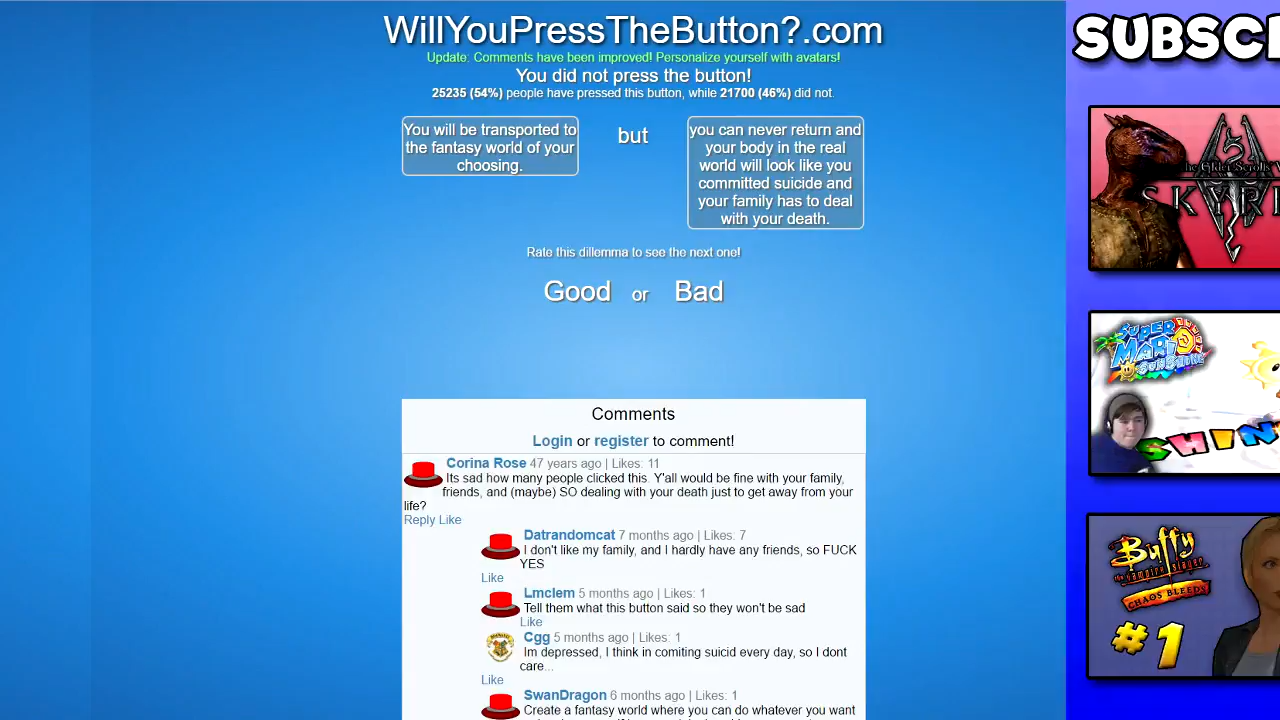 WillYouPressTheButton?.com
Update: Comments have been improved! Personalize yourself with avatars!
You did not press the button!
25235 (54%) people have pressed this button, while 21700 (46%) did not.
You will be transported to
the fantasy world of your
choosing.
but
you can never return and
your body in the real
world will look like you
committed suicide and
your family has to deal
with your death.
Rate this dillemma to see the next one!
Good or Bad
Comments
Login or register to comment!
Corina Rose 47 years ago | Likes: 11
Its sad how many people clicked this. Y'all would be fine with your family,
friends, and (maybe) SO dealing with your death just to get away from your
life?
Reply Like
Datrandomcat 7 months ago | Likes: 7
I don't like my family, and I hardly have any friends, so FUCK
YES
Like
Lmclem 5 months ago | Likes: 1
Tell them what this button said so they won't be sad
Like
Cgg 5 months ago | Likes: 1
Im depressed, I think in comiting suicid every day, so I dont
care...
Like
SwanDragon 6 months ago | Likes: 1
Create a fantasy world where you can do whatever you want
SUBSCI
The Elder Scrolls V
SKYRI
SUPER
MARIO
SUNSHINE
SHIN
Buffy
the vampire slayer
CHAOS BLEEDS
#1